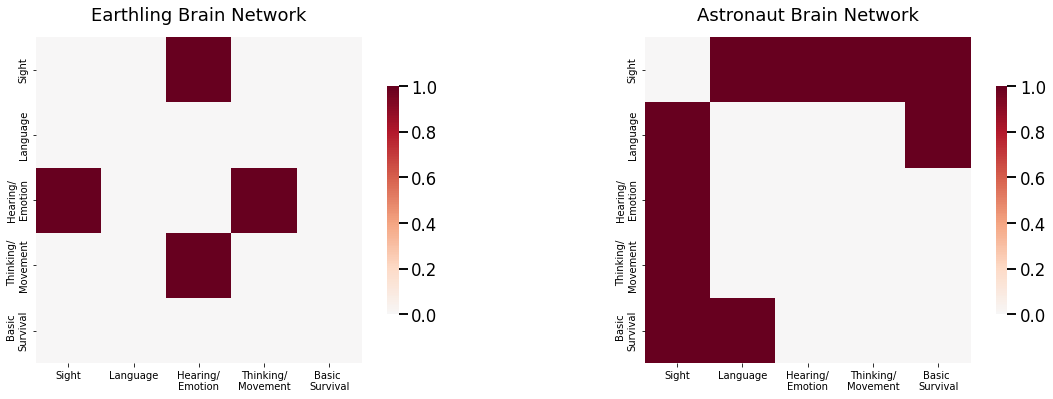 Earthling Brain Network
Sight
Language
Hearing/
Emotion
Thinking/
Movement
Basic
Survival
Sight
Language
Hearing/
Emotion
Thinking/
Movement
Basic
Survival
1.0
0.8
0.6
0.4
0.2
0.0
Astronaut Brain Network
Sight
Language
Hearing/
Emotion
Thinking/
Movement
Basic
Survival
Sight
Language
Hearing/
Emotion
Thinking/
Movement
Basic
Survival
1.0
0.8
0.6
0.4
0.2
0.0